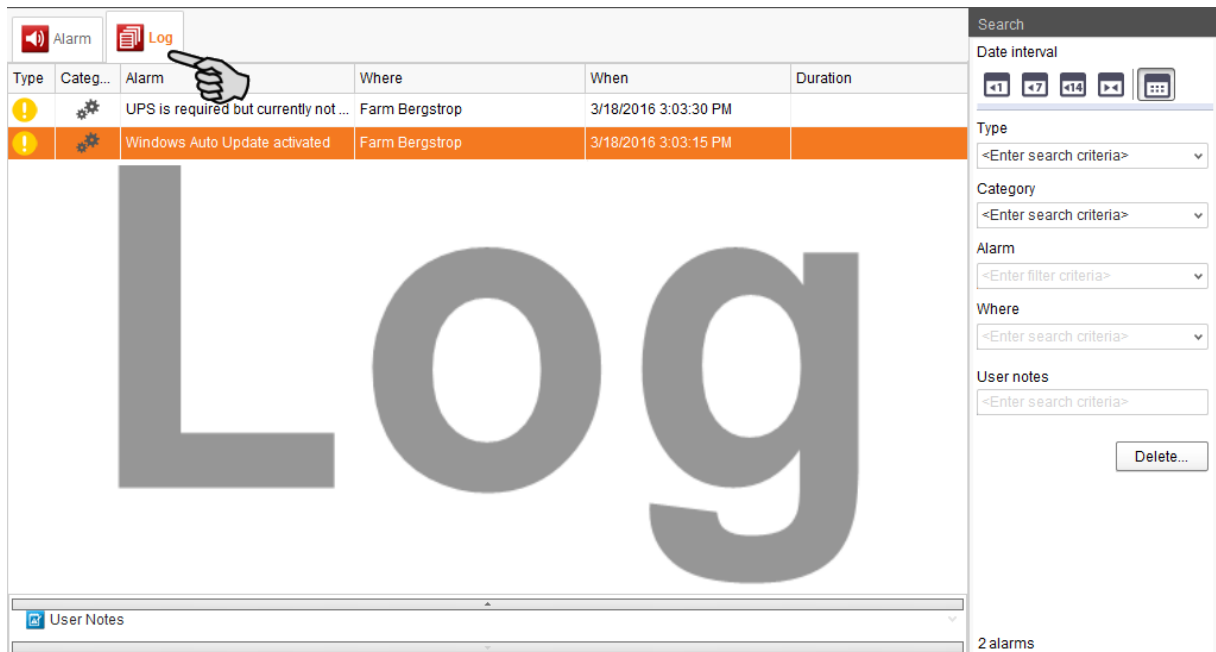 Alarm Log
Type Categ... Alarm Where When Duration
UPS is required but currently not ... Farm Bergstrop 3/18/2016 3:03:30 PM
Windows Auto Update activated Farm Bergstrop 3/18/2016 3:03:15 PM
Log
User Notes
Search
Date interval
1 7 14
Type
<Enter search criteria>
Category
<Enter search criteria>
Alarm
<Enter filter criteria>
Where
<Enter search criteria>
User notes
<Enter search criteria>
Delete...
2 alarms